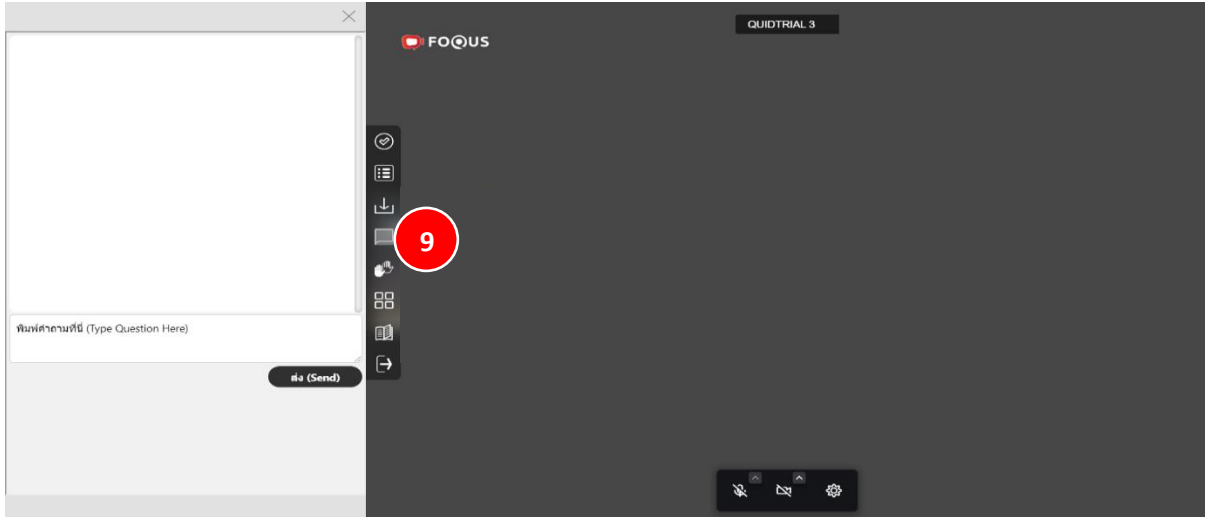 QUIDTRIAL 3
FOQUS
9
พิมพ์คำถามที่นี่ (Type Question Here)
ส่ง (Send)